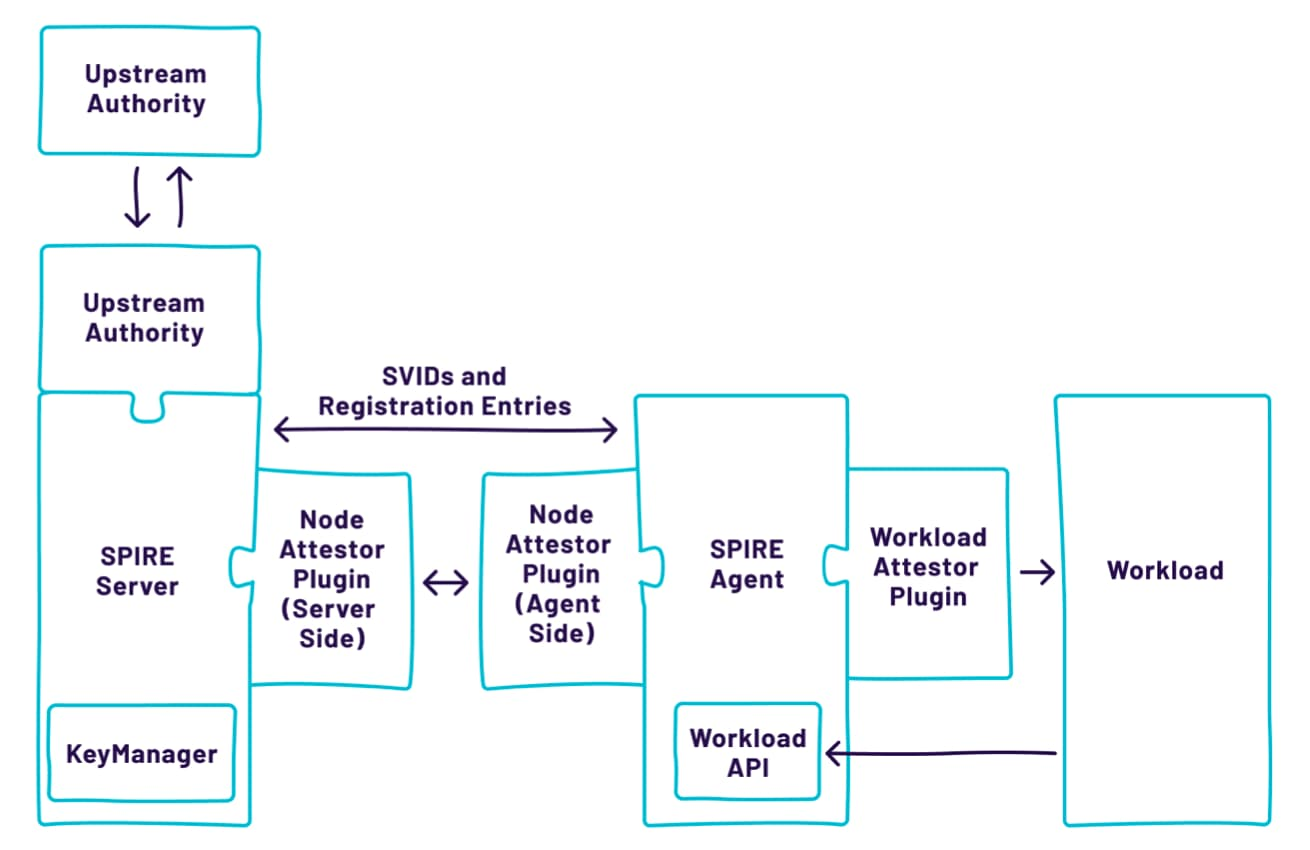 Upstream
Authority
Upstream
Authority
SVIDs and
Registration Entries
SPIRE
Server
Node
Attestor
Plugin
(Server
Side)
Node
Attestor
Plugin
(Agent
Side)
SPIRE
Agent
Workload
Attestor
Plugin
Workload
KeyManager
Workload
API